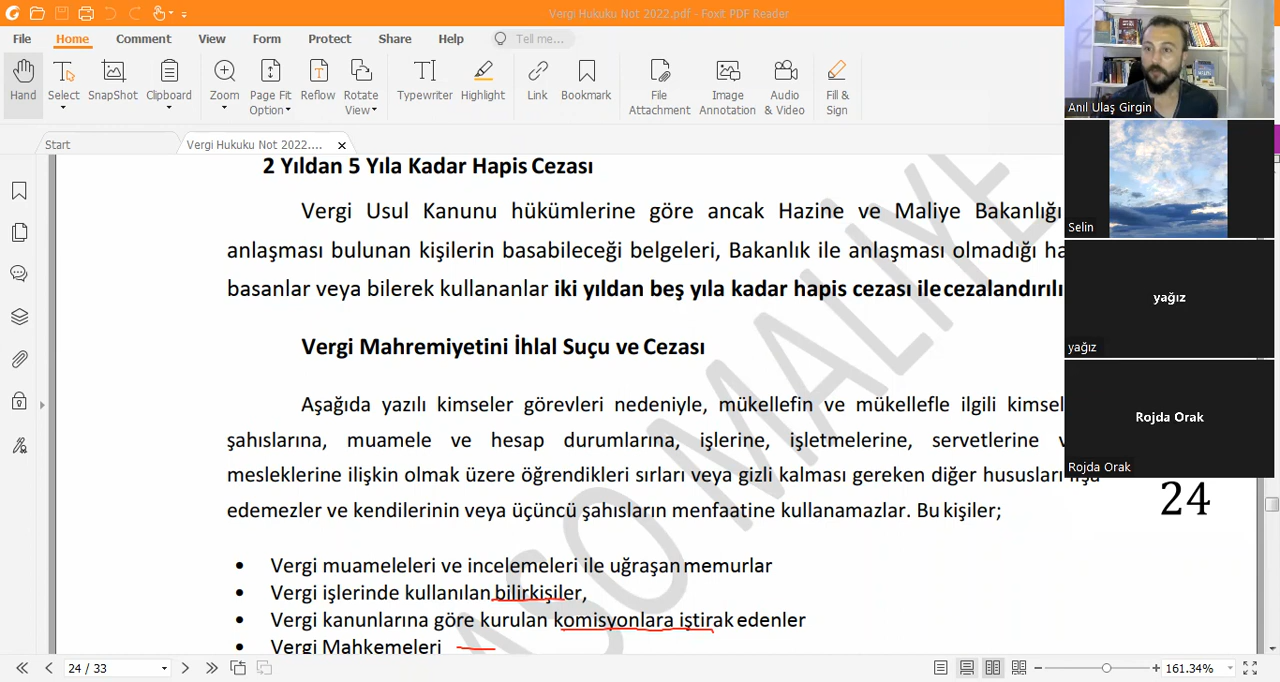 Vergi Hukuku Not 2022.pdf - Foxit PDF Reader
File Home Comment View Form Protect Share Help Tell me...
Hand Select SnapShot Clipboard Zoom Page Fit Option Reflow Rotate View Typewriter Highlight Link Bookmark File Attachment Image Annotation Audio & Video Fill & Sign
Start Vergi Hukuku Not 2022....
2 Yıldan 5 Yıla Kadar Hapis Cezası
Vergi Usul Kanunu hükümlerine göre ancak Hazine ve Maliye Bakanlığı
anlaşması bulunan kişilerin basabileceği belgeleri, Bakanlık ile anlaşması olmadığı
basanlar veya bilerek kullananlar iki yıldan beş yıla kadar hapis cezası ile cezalandırılı
Vergi Mahremiyetini İhlal Suçu ve Cezası
Aşağıda yazılı kimseler görevleri nedeniyle, mükellefin ve mükellefle ilgili kimsel
şahıslarına, muamele ve hesap durumlarına, işlerine, işletmelerine, servetlerine
mesleklerine ilişkin olmak üzere öğrendikleri sırları veya gizli kalması gereken diğer hususları
edemezler ve kendilerinin veya üçüncü şahısların menfaatine kullanamazlar. Bu kişiler;
• Vergi muameleleri ve incelemeleri ile uğraşan memurlar
• Vergi işlerinde kullanılan bilirkişiler,
• Vergi kanunlarına göre kurulan komisyonlara iştirak edenler
• Vergi Mahkemeleri
ASO MALİYE
24
Anıl Ulaş Girgin
Selin
yağız
yağız
Rojda Orak
Rojda Orak
24 / 33
161.34%